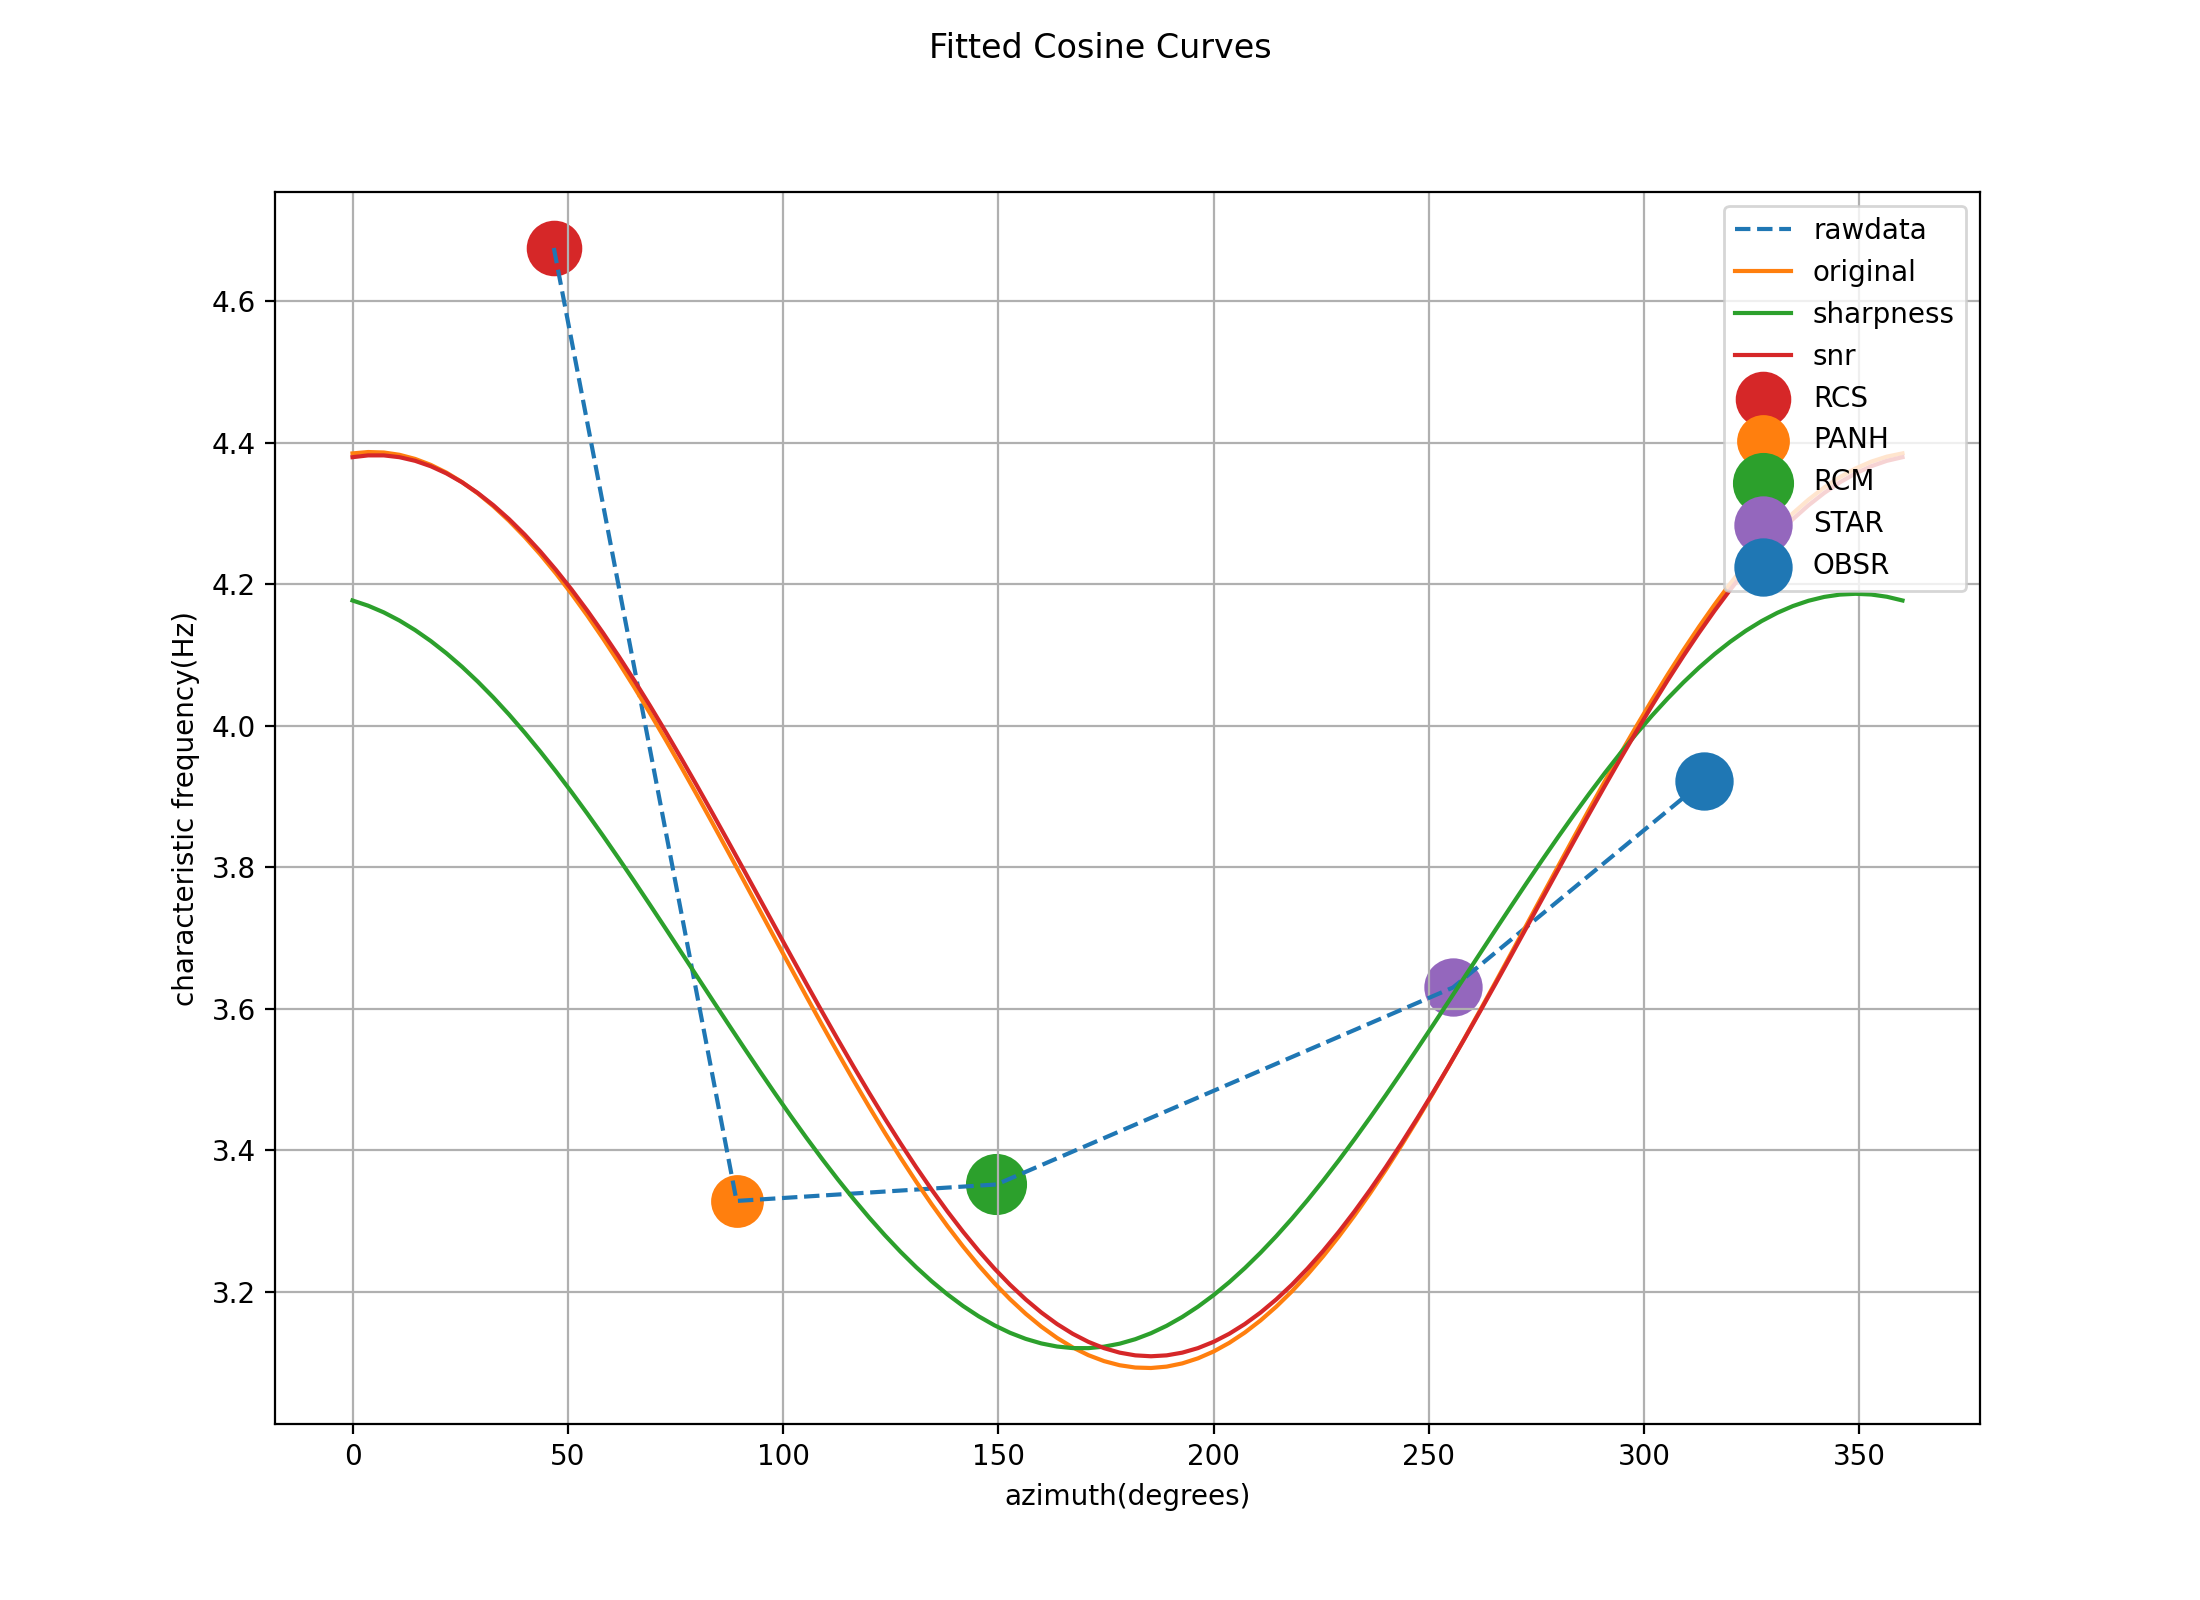 Fitted Cosine Curves
characteristic frequency(Hz)
4.6
4.4
4.2
4.0
3.8
3.6
3.4
3.2
rawdata
original
sharpness
snr
RCS
PANH
RCM
STAR
OBSR
0 50 100 150 200 250 300 350
azimuth(degrees)